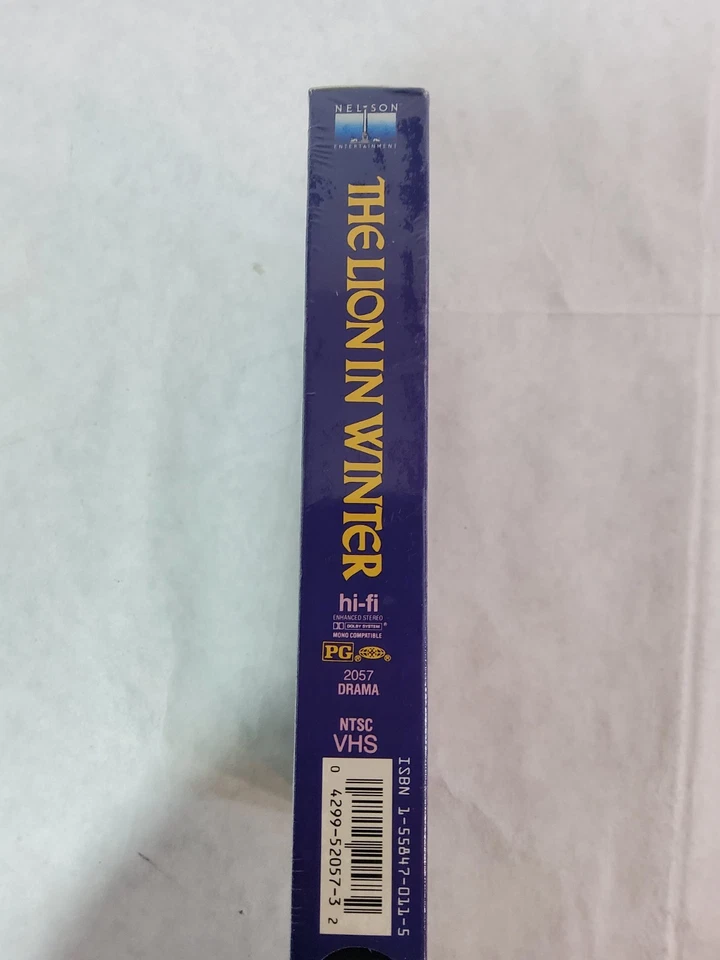 NELSON
ENTERTAINMENT
THE LION IN WINTER
hi-fi
ENHANCED STEREO
DOLBY SYSTEM®
MONO COMPATIBLE
PG ® ®
2057
DRAMA
NTSC
VHS
ISBN 1-55847-011-5
0 4299-52057-3 2